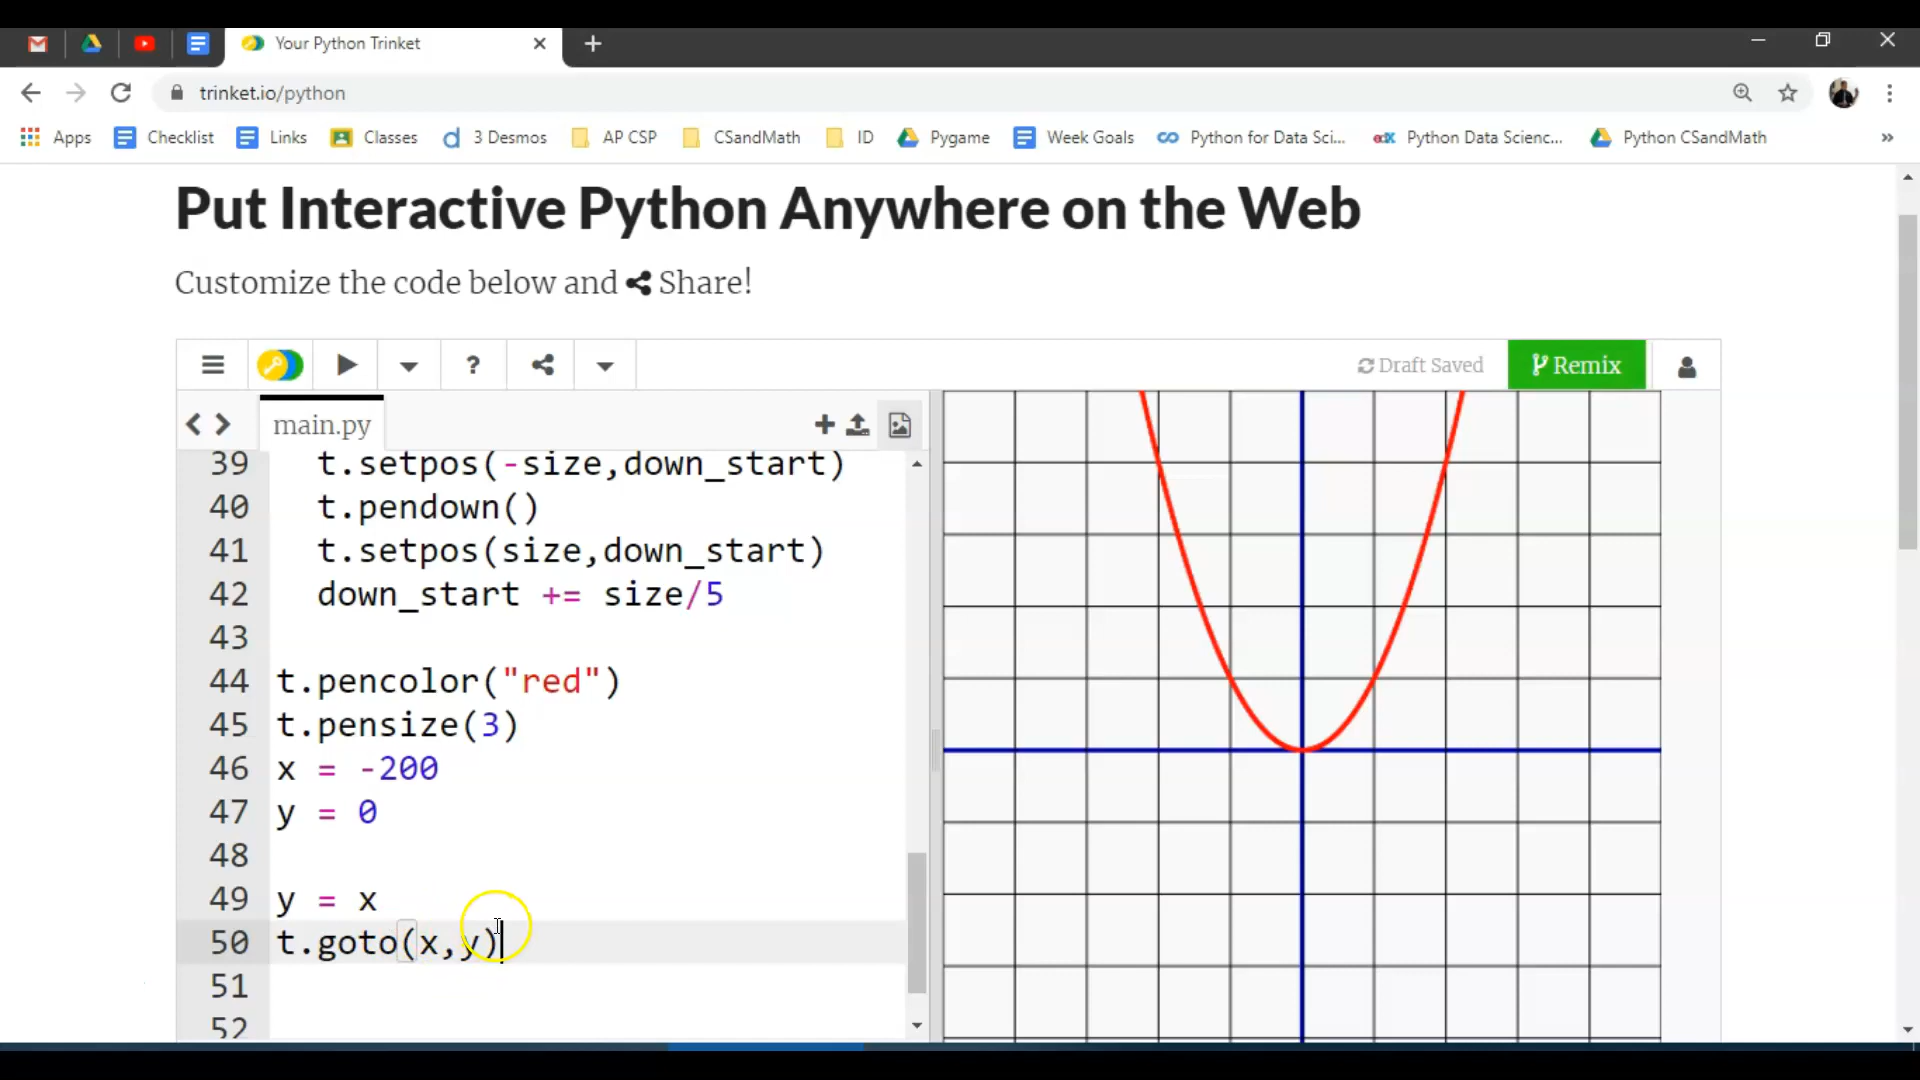 Your Python Trinket
trinket.io/python
Apps Checklist Links Classes 3 Desmos AP CSP CSandMath ID Pygame Week Goals Python for Data Sci... edX Python Data Scienc... Python CSandMath »
Put Interactive Python Anywhere on the Web
Customize the code below and Share!
? Draft Saved Remix
main.py
39 t.setpos(-size,down_start)
40 t.pendown()
41 t.setpos(size,down_start)
42 down_start += size/5
43
44 t.pencolor("red")
45 t.pensize(3)
46 x = -200
47 y = 0
48
49 y = x
50 t.goto(x,y)
51
52